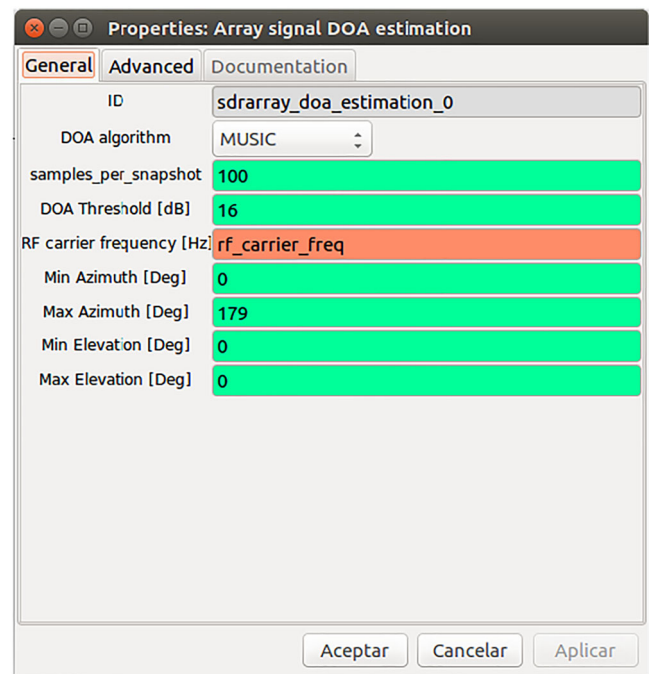 Properties: Array signal DOA estimation
General Advanced Documentation
ID sdrarray_doa_estimation_0
DOA algorithm MUSIC
samples_per_snapshot 100
DOA Threshold [dB] 16
RF carrier frequency [Hz] rf_carrier_freq
Min Azimuth [Deg] 0
Max Azimuth [Deg] 179
Min Elevation [Deg] 0
Max Elevation [Deg] 0
Aceptar Cancelar Aplicar